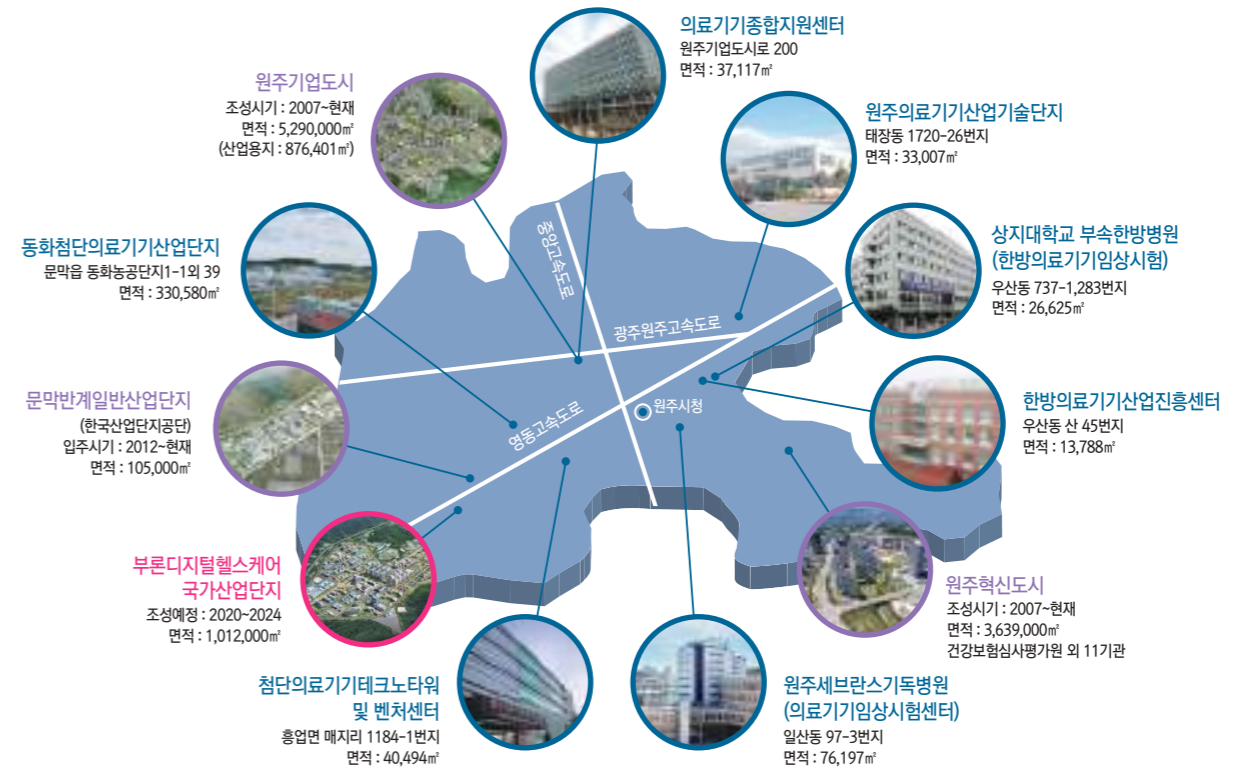 의료기기종합지원센터
원주기업도시로 200
면적 : 37,117㎡
원주기업도시
조성시기 : 2007~현재
면적 : 5,290,000㎡
(산업용지 : 876,401㎡)
원주의료기기산업기술단지
태장동 1720-26번지
면적 : 33,007㎡
동화첨단의료기기산업단지
문막읍 동화농공단지1-1외 39
면적 : 330,580㎡
상지대학교 부속한방병원
(한방의료기기임상시험)
우산동 737-1,283번지
면적 : 26,625㎡
중앙고속도로
광주원주고속도로
영동고속도로
원주시청
문막반계일반산업단지
(한국산업단지공단)
입주시기 : 2012~현재
면적 : 105,000㎡
한방의료기기산업진흥센터
우산동 산 45번지
면적 : 13,788㎡
부론디지털헬스케어
국가산업단지
조성예정 : 2020~2024
면적 : 1,012,000㎡
원주혁신도시
조성시기 : 2007~현재
면적 : 3,639,000㎡
건강보험심사평가원 외 11기관
첨단의료기기테크노타워
및 벤처센터
흥업면 매지리 1184-1번지
면적 : 40,494㎡
원주세브란스기독병원
(의료기기임상시험센터)
일산동 97-3번지
면적 : 76,197㎡